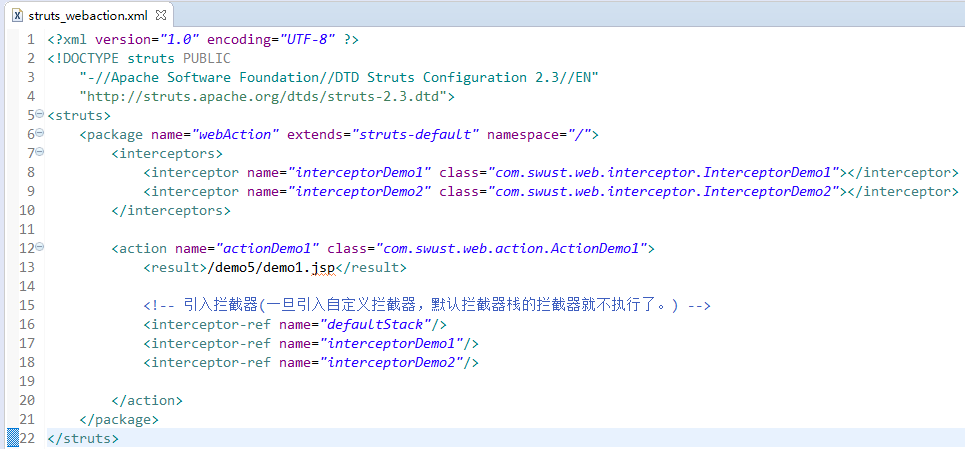 struts_webaction.xml
1 <?xml version="1.0" encoding="UTF-8" ?>
2 <!DOCTYPE struts PUBLIC
3 "-//Apache Software Foundation//DTD Struts Configuration 2.3//EN"
4 "http://struts.apache.org/dtds/struts-2.3.dtd">
5 <struts>
6 <package name="webAction" extends="struts-default" namespace="/">
7 <interceptors>
8 <interceptor name="interceptorDemo1" class="com.swust.web.interceptor.InterceptorDemo1"></interceptor>
9 <interceptor name="interceptorDemo2" class="com.swust.web.interceptor.InterceptorDemo2"></interceptor>
10 </interceptors>
11
12 <action name="actionDemo1" class="com.swust.web.action.ActionDemo1">
13 <result>/demo5/demo1.jsp</result>
14
15 <!-- 引入拦截器(一旦引入自定义拦截器，默认拦截器栈的拦截器就不执行了。) -->
16 <interceptor-ref name="defaultStack"/>
17 <interceptor-ref name="interceptorDemo1"/>
18 <interceptor-ref name="interceptorDemo2"/>
19
20 </action>
21 </package>
22 </struts>